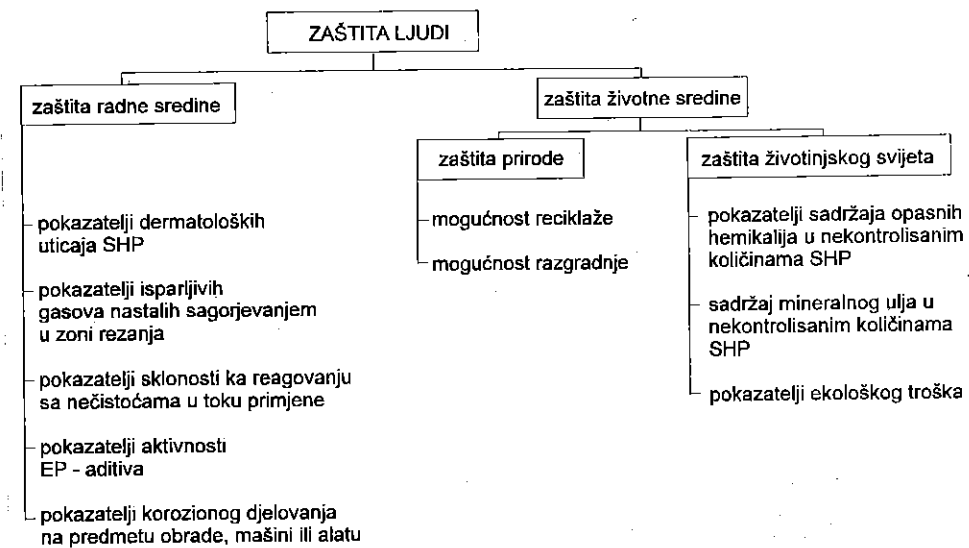 ZAŠTITA LJUDI
zaštita radne sredine
zaštita životne sredine
zaštita prirode
zaštita životinjskog svijeta
pokazatelji dermatoloških
uticaja SHP
pokazatelji isparljivih
gasova nastalih sagorjevanjem
u zoni rezanja
pokazatelji sklonosti ka reagovanju
sa nečistoćama u toku primjene
pokazatelji aktivnosti
EP - aditiva
pokazatelji korozionog djelovanja
na predmetu obrade, mašini ili alatu
mogućnost reciklaže
mogućnost razgradnje
pokazatelji sadržaja opasnih
hemikalija u nekontrolisanim
količinama SHP
sadržaj mineralnog ulja u
nekontrolisanim količinama
SHP
pokazatelji ekološkog troška